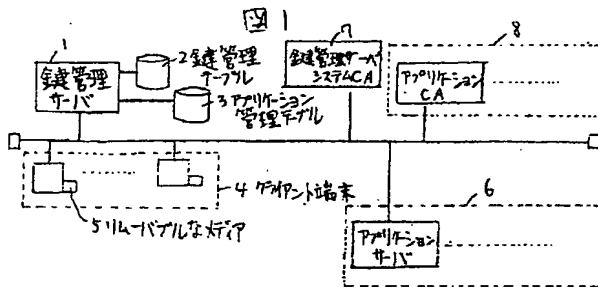 図1
1
鍵管理
サーバ
2鍵管理
テーブル
3アプリケーション
管理テーブル
7
鍵管理サーバ
システムCA
8
アプリケーション
CA
4クライアント端末
5リムーバブルなメディア
6
アプリケーション
サーバ